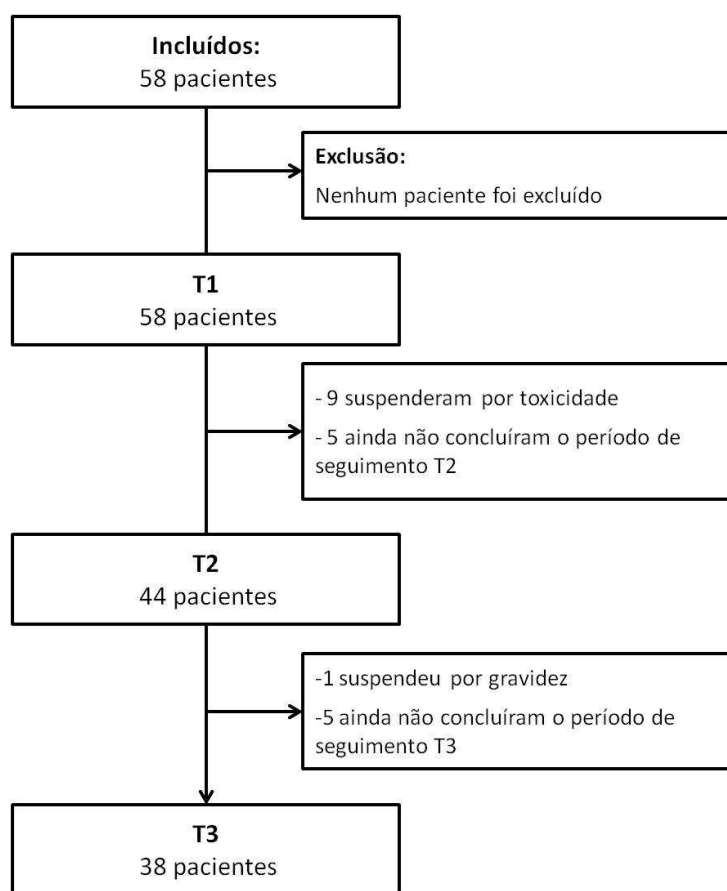 Incluídos:
58 pacientes
Exclusão:
Nenhum paciente foi excluído
T1
58 pacientes
- 9 suspenderam por toxicidade
- 5 ainda não concluíram o período de
seguimento T2
T2
44 pacientes
-1 suspendeu por gravidez
-5 ainda não concluíram o período de
seguimento T3
T3
38 pacientes